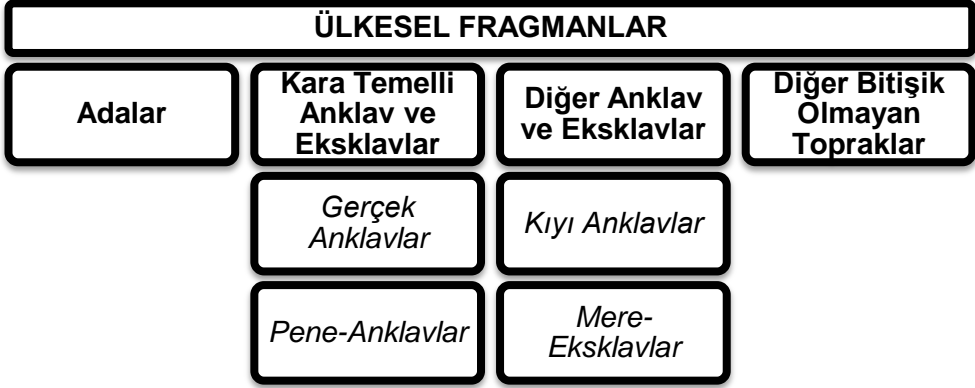 ÜLKESEL FRAGMANLAR
Adalar
Kara Temelli
Anklav ve
Eksklavlar
Diğer Anklav
ve Eksklavlar
Diğer Bitişik
Olmayan
Topraklar
Gerçek
Anklavlar
Kıyı Anklavlar
Pene-Anklavlar
Mere-
Eksklavlar